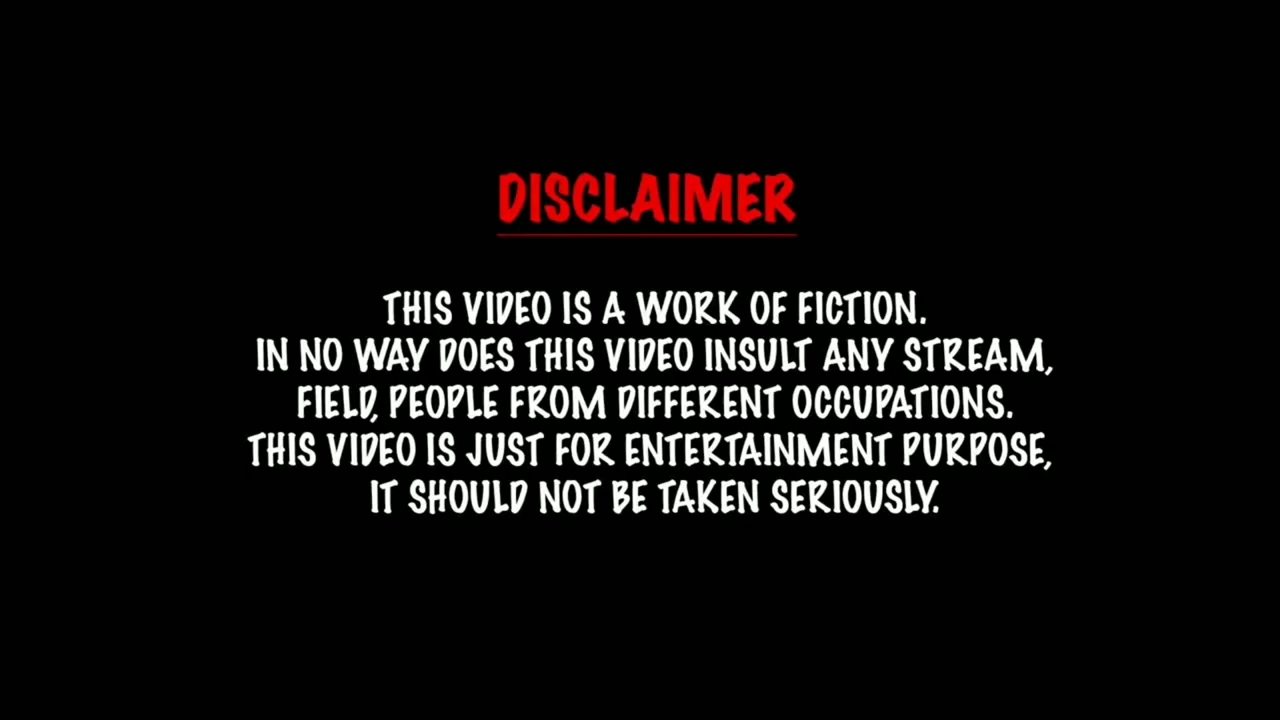 DISCLAIMER
THIS VIDEO IS A WORK OF FICTION.
IN NO WAY DOES THIS VIDEO INSULT ANY STREAM,
FIELD, PEOPLE FROM DIFFERENT OCCUPATIONS.
THIS VIDEO IS JUST FOR ENTERTAINMENT PURPOSE,
IT SHOULD NOT BE TAKEN SERIOUSLY.